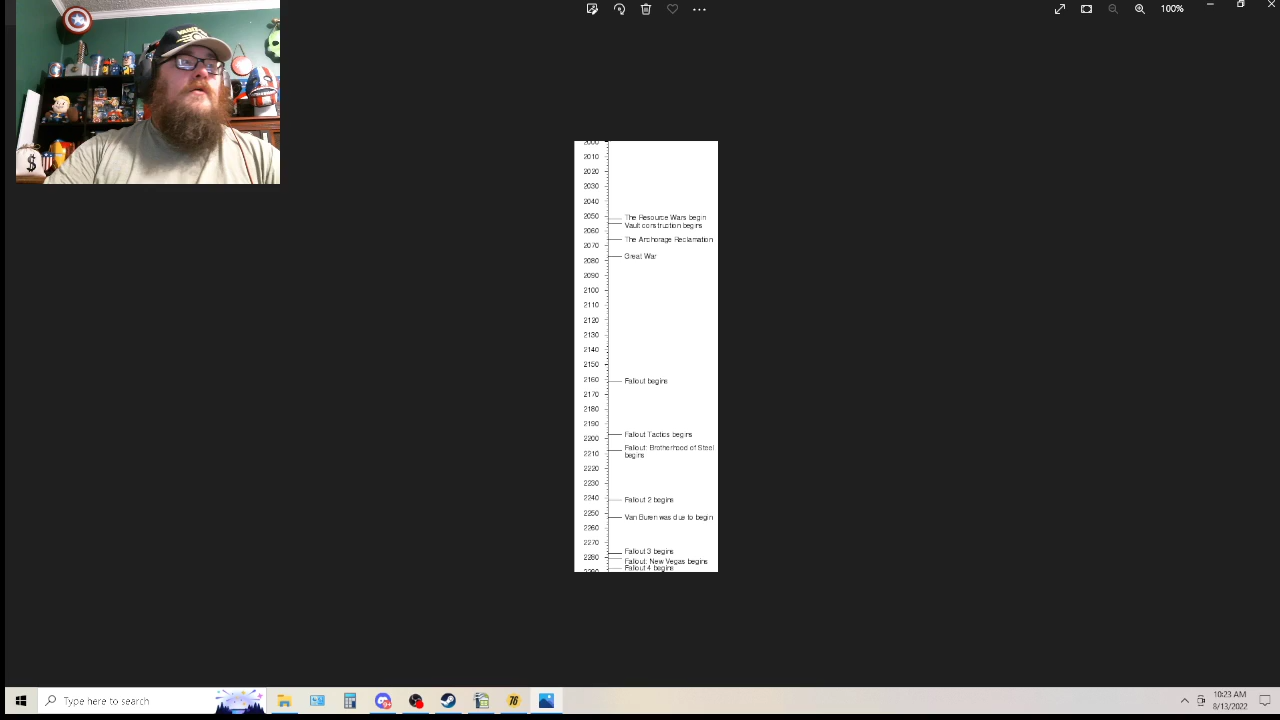 100%
2000
2010
2020
2030
2040
2050
The Resource Wars begin
Vault construction begins
2060
The Anchorage Reclamation
2070
Great War
2080
2090
2100
2110
2120
2130
2140
2150
2160
Fallout begins
2170
2180
2190
Fallout Tactics begins
2200
Fallout: Brotherhood of Steel
begins
2210
2220
2230
2240
Fallout 2 begins
2250
Van Buren was due to begin
2260
2270
Fallout 3 begins
2280
Fallout: New Vegas begins
Fallout 4 begins
2290
$
Type here to search
76
10:23 AM
8/13/2022